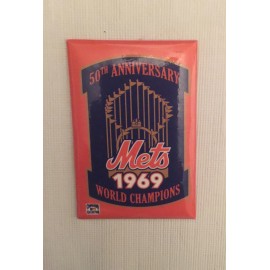 50TH ANNIVERSARY
Mets
1969
WORLD CHAMPIONS